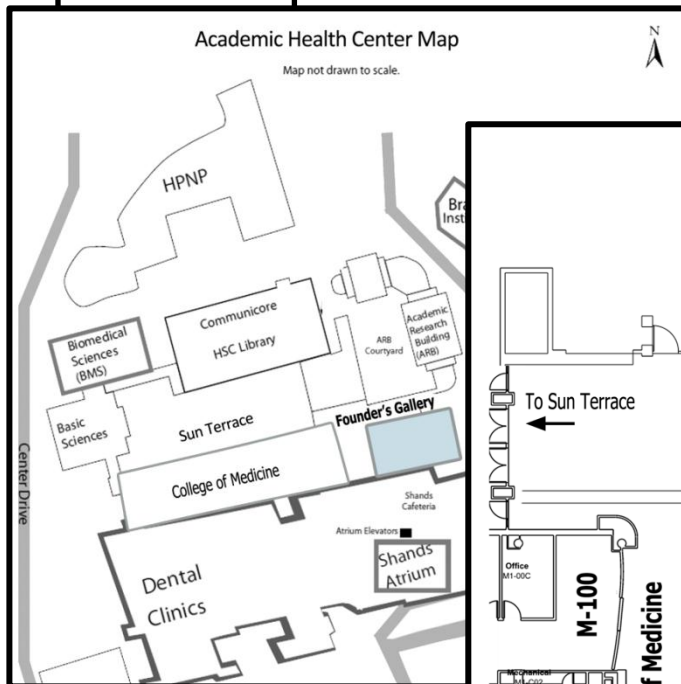 Academic Health Center Map
Map not drawn to scale.
N
HPNP
Communicore
HSC Library
Biomedical
Sciences
(BMS)
Basic
Sciences
Sun Terrace
ARB
Courtyard
Academic
Research
Building
(ARB)
Founder's Gallery
College of Medicine
Center Drive
Shands
Cafeteria
Atrium Elevators
Shands
Atrium
Dental
Clinics
To Sun Terrace
Office
M1-00C
M-100
f Medicine
Mechanical